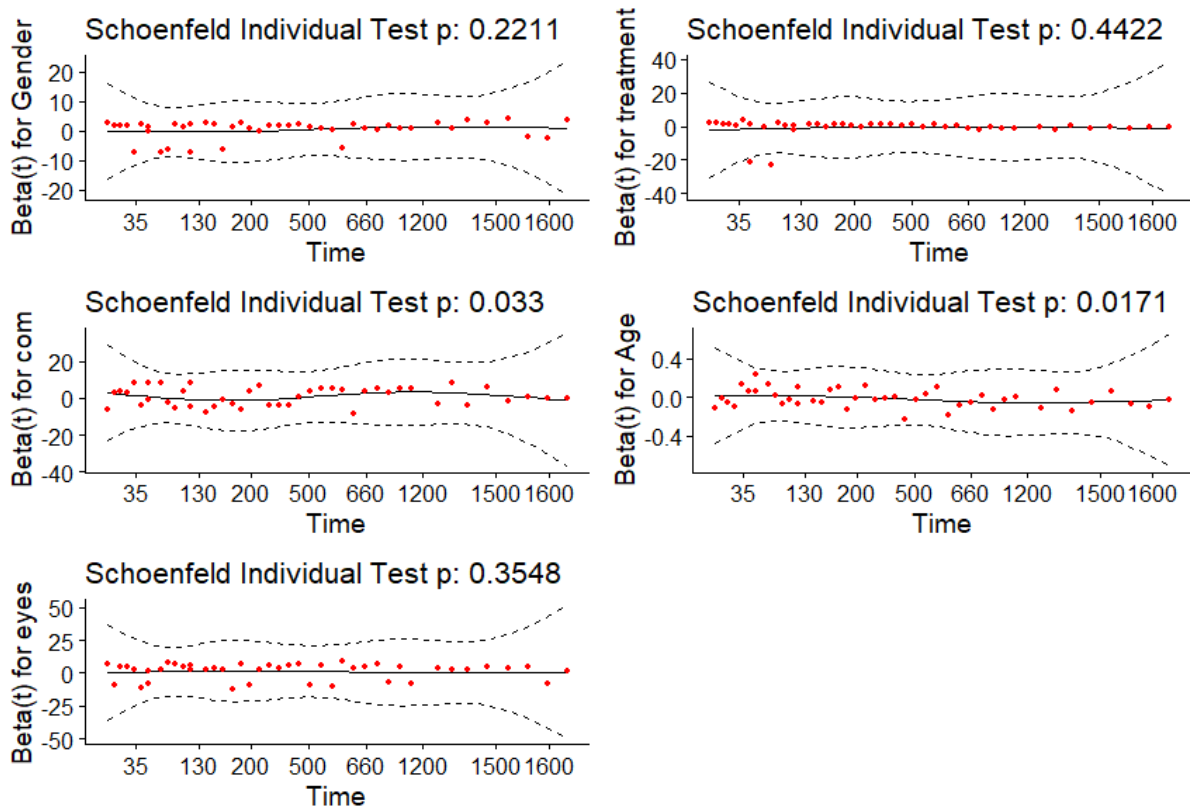 Schoenfeld Individual Test p: 0.2211
Beta(t) for Gender
20
10
0
-10
-20
35 130 200 500 660 1200 1500 1600
Time
Schoenfeld Individual Test p: 0.4422
Beta(t) for treatment
40
20
0
-20
-40
35 130 200 500 660 1200 1500 1600
Time
Schoenfeld Individual Test p: 0.033
Beta(t) for com
20
0
-20
-40
35 130 200 500 660 1200 1500 1600
Time
Schoenfeld Individual Test p: 0.0171
Beta(t) for Age
0.4
0.0
-0.4
35 130 200 500 660 1200 1500 1600
Time
Schoenfeld Individual Test p: 0.3548
Beta(t) for eyes
50
25
0
-25
-50
35 130 200 500 660 1200 1500 1600
Time